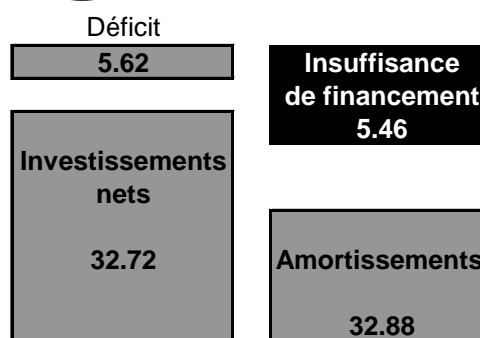 Déficit
5.62
Insuffisance
de financement
5.46
Investissements
nets
32.72
Amortissements
32.88